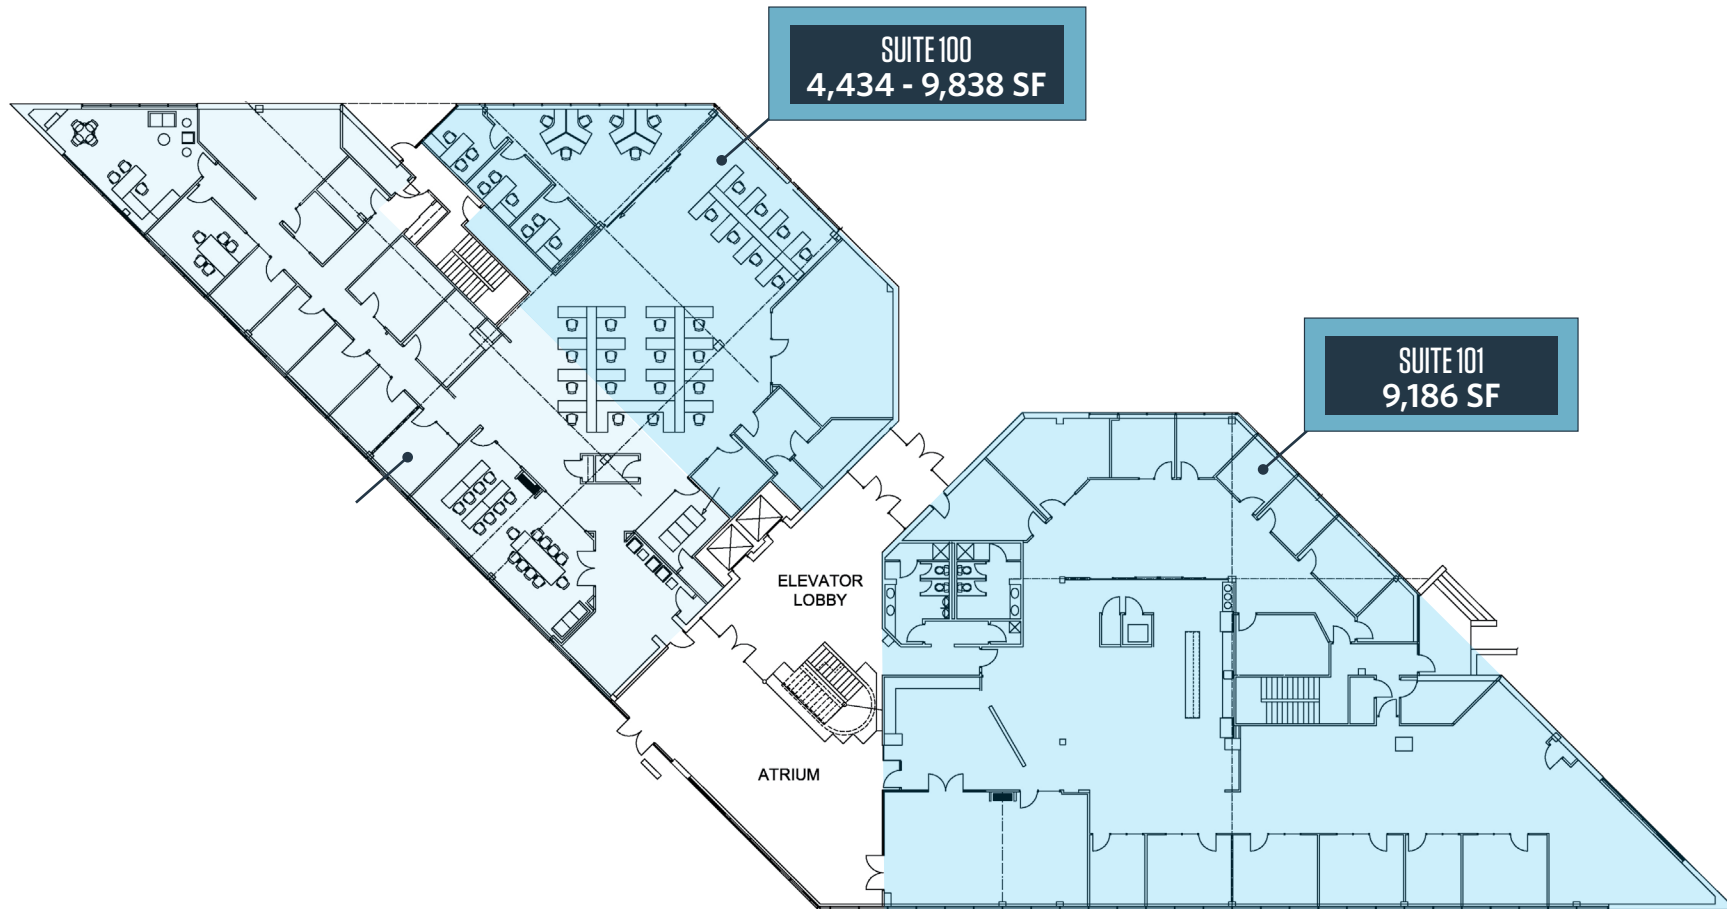 SUITE 100
4,434 - 9,838 SF
SUITE 101
9,186 SF
ELEVATOR
LOBBY
ATRIUM